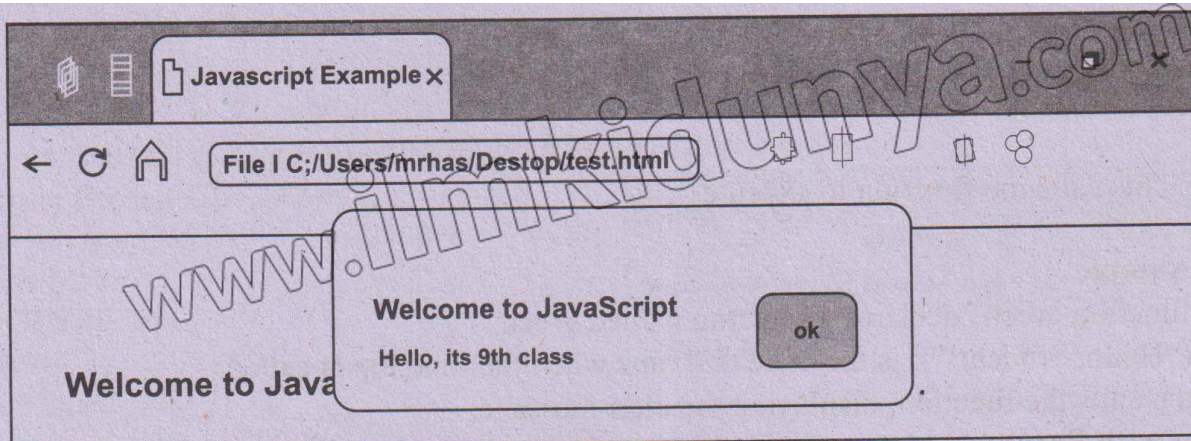 Javascript Example
File I C;/Users/mrhas/Destop/test.html
www.ilmkidunya.com
Welcome to JavaScript
Hello, its 9th class
ok
Welcome to Java